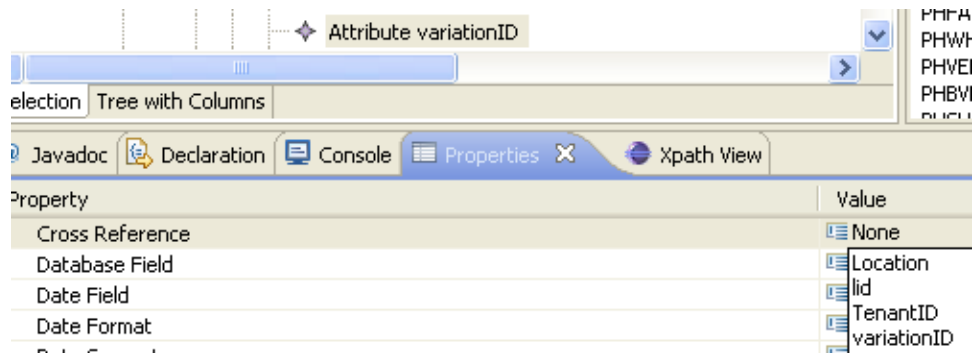 Attribute variationID
PHWH
PHVE
PHBV
election Tree with Columns
@ Javadoc Declaration Console Properties Xpath View
Property Value
Cross Reference None
Database Field
Location
Date Field
lid
Date Format
TenantID
variationID